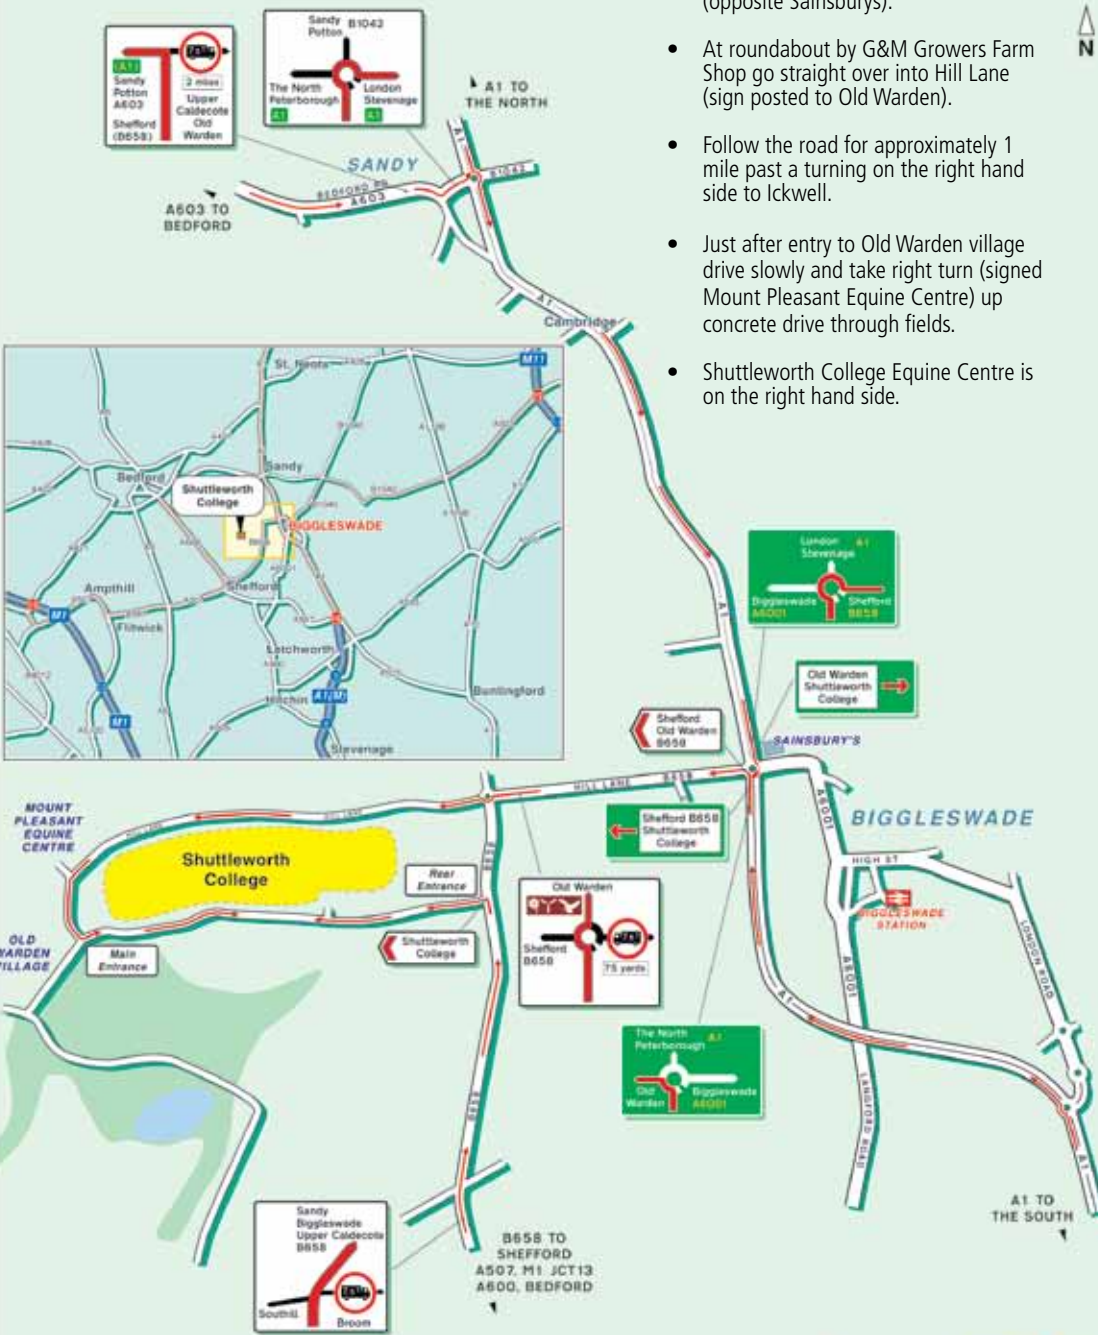 (opposite Sainsburys).
• At roundabout by G&M Growers Farm
Shop go straight over into Hill Lane
(sign posted to Old Warden).
• Follow the road for approximately 1
mile past a turning on the right hand
side to Ickwell.
• Just after entry to Old Warden village
drive slowly and take right turn (signed
Mount Pleasant Equine Centre) up
concrete drive through fields.
• Shuttleworth College Equine Centre is
on the right hand side.
N
(A1)
Sandy
Potton
A603
Shefford
(B658)
2 miles
Upper
Caldecote
Old
Warden
Sandy
Potton
B1042
The North
Peterborough
A1
London
Stevenage
A1
A1 TO
THE NORTH
A1
SANDY
BEDFORD RD
A603
B1042
A603 TO
BEDFORD
A1
Cambridge
St. Neots
M11
Bedford
Sandy
Shuttleworth
College
BIGGLESWADE
Ampthill
Shefford
M1
Flitwick
Letchworth
Hitchin
A1(M)
Buntingford
M1
Stevenage
London
Stevenage
A1
Biggleswade
A6001
Shefford
B658
A1
Old Warden
Shuttleworth
College
Shefford
Old Warden
B658
SAINSBURY'S
HILL LANE
B658
A6001
BIGGLESWADE
Shefford B658
Shuttleworth
College
MOUNT
PLEASANT
EQUINE
CENTRE
HILL LANE
HILL LANE
Shuttleworth
College
Rear
Entrance
B658
HIGH ST
BIGGLESWADE
STATION
LONDON ROAD
Old Warden
Shefford
B658
75 yards
OLD
WARDEN
VILLAGE
Main
Entrance
Shuttleworth
College
A6001
A1
The North
Peterborough
A1
Old
Warden
Biggleswade
A6001
B658
LANGFORD ROAD
A1
A1 TO
THE SOUTH
Sandy
Biggleswade
Upper Caldecote
B658
Southill
Broom
B658 TO
SHEFFORD
A507, M1 JCT13
A600, BEDFORD